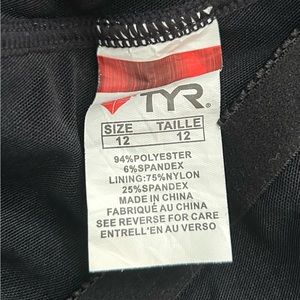 TYR®
SIZE TAILLE
12 12
94%POLYESTER
6%SPANDEX
LINING:75%NYLON
25%SPANDEX
MADE IN CHINA
FABRIQUÉ AU CHINA
SEE REVERSE FOR CARE
ENTRELL'EN AU VERSO